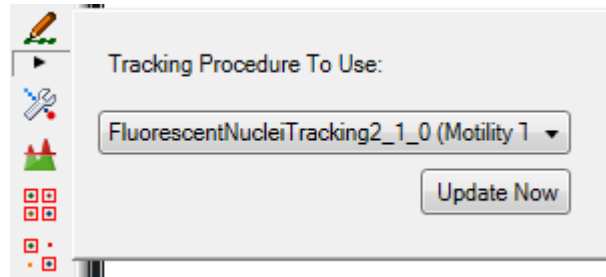 Tracking Procedure To Use:
FluorescentNucleiTracking2_1_0 (Motility
Update Now